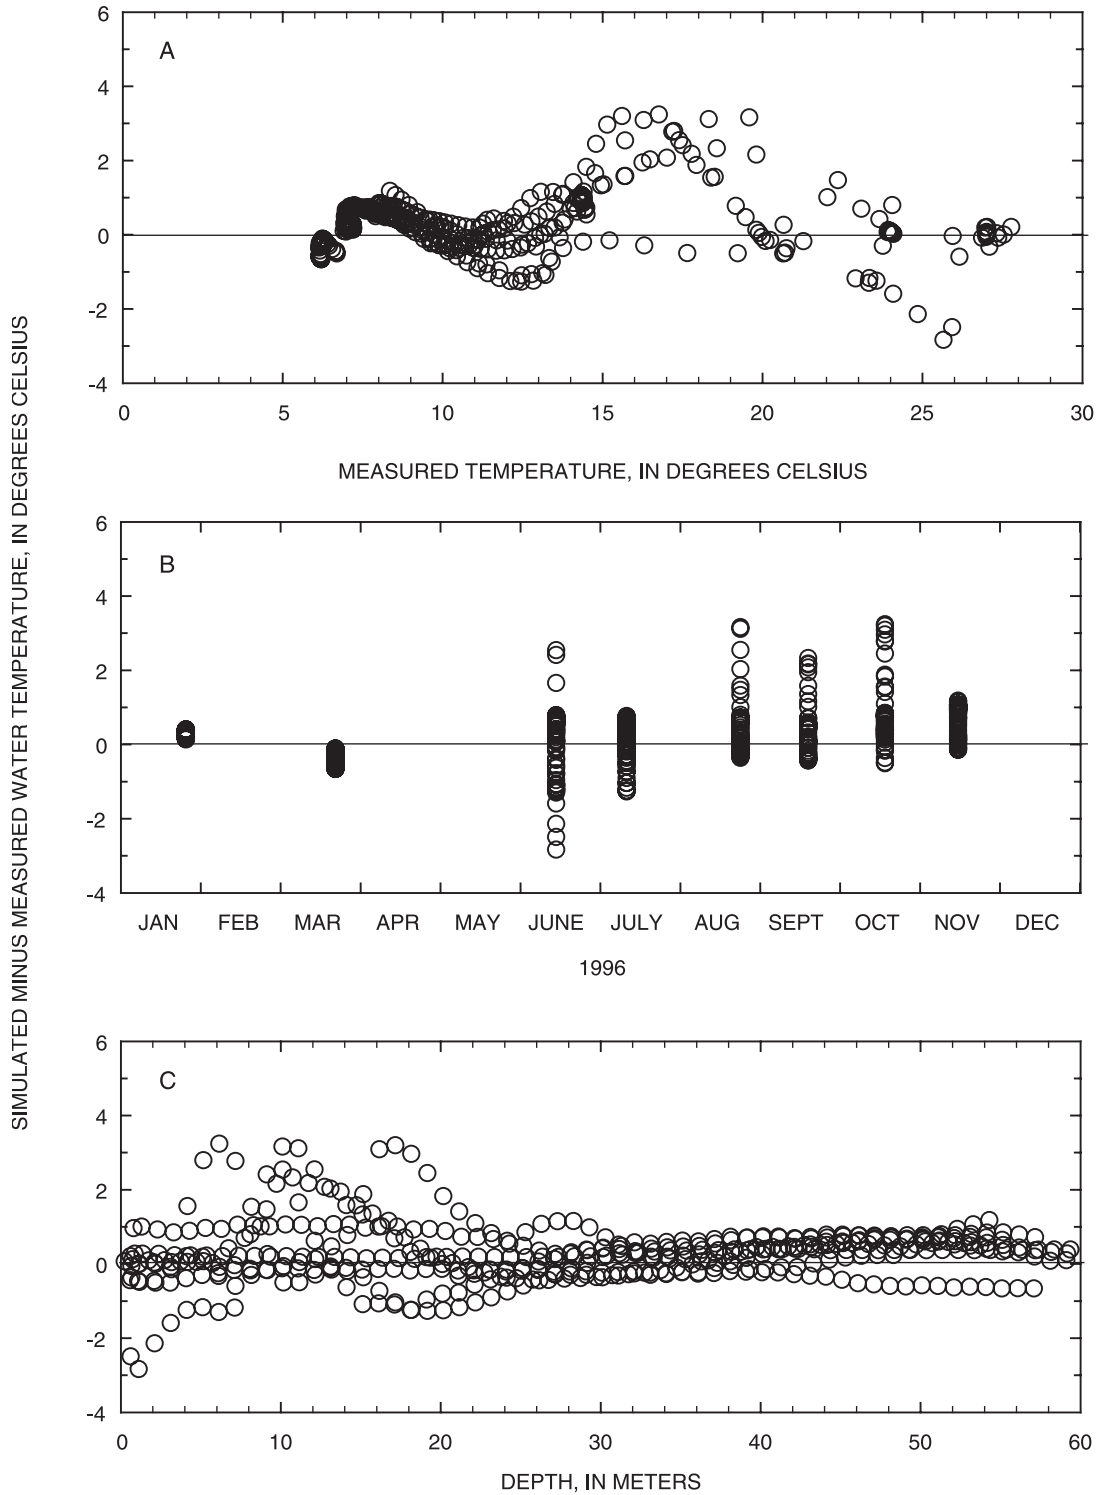 SIMULATED MINUS MEASURED WATER TEMPERATURE, IN DEGREES CELSIUS
A
6
4
2
0
-2
-4
0 5 10 15 20 25 30
MEASURED TEMPERATURE, IN DEGREES CELSIUS
B
6
4
2
0
-2
-4
JAN FEB MAR APR MAY JUNE JULY AUG SEPT OCT NOV DEC
1996
C
6
4
2
0
-2
-4
0 10 20 30 40 50 60
DEPTH, IN METERS